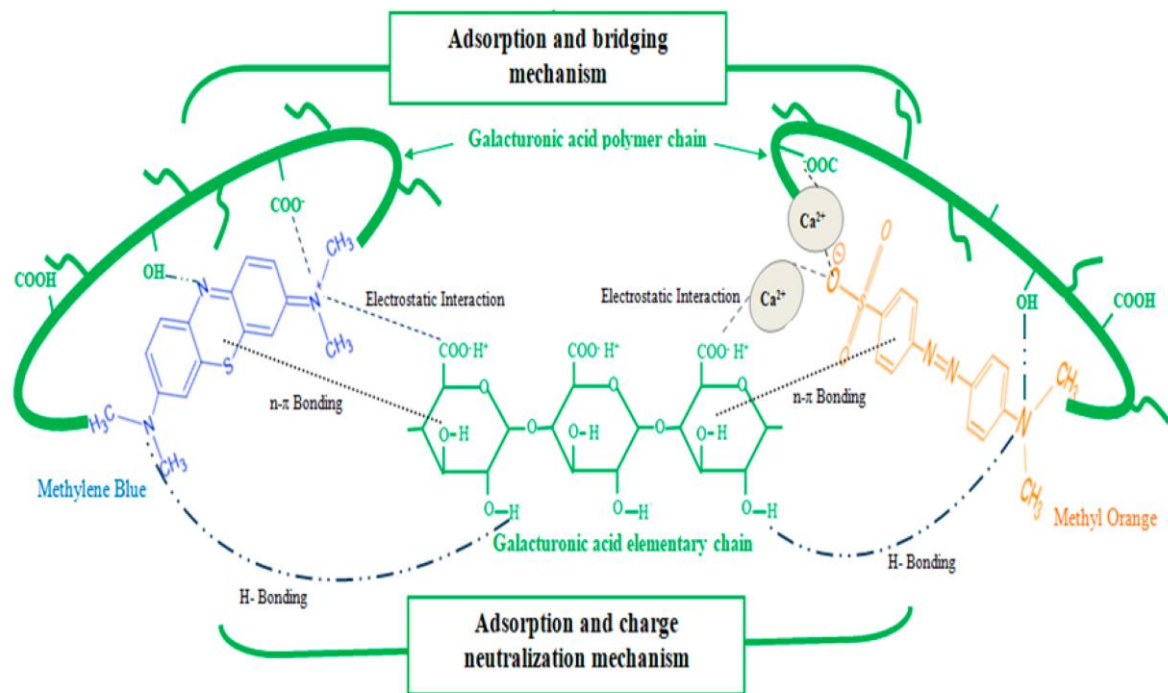 Adsorption and bridging
mechanism
Galacturonic acid polymer chain
-OOC
COO-
Ca²⁺
CH₃
O
OH
N
COOH
⊖
O
Electrostatic Interaction
Electrostatic Interaction
Ca²⁺
OH
COOH
N⁺
S
CH₃
O
COO- H⁺
COO- H⁺
COO- H⁺
N=N
S
n-π Bonding
n-π Bonding
O
O
O
CH₃
H₃C
N
O-H
O
O-H
O
O-H
N
CH₃
CH₃
Methylene Blue
O-H
O-H
O-H
Methyl Orange
Galacturonic acid elementary chain
H- Bonding
H- Bonding
Adsorption and charge
neutralization mechanism